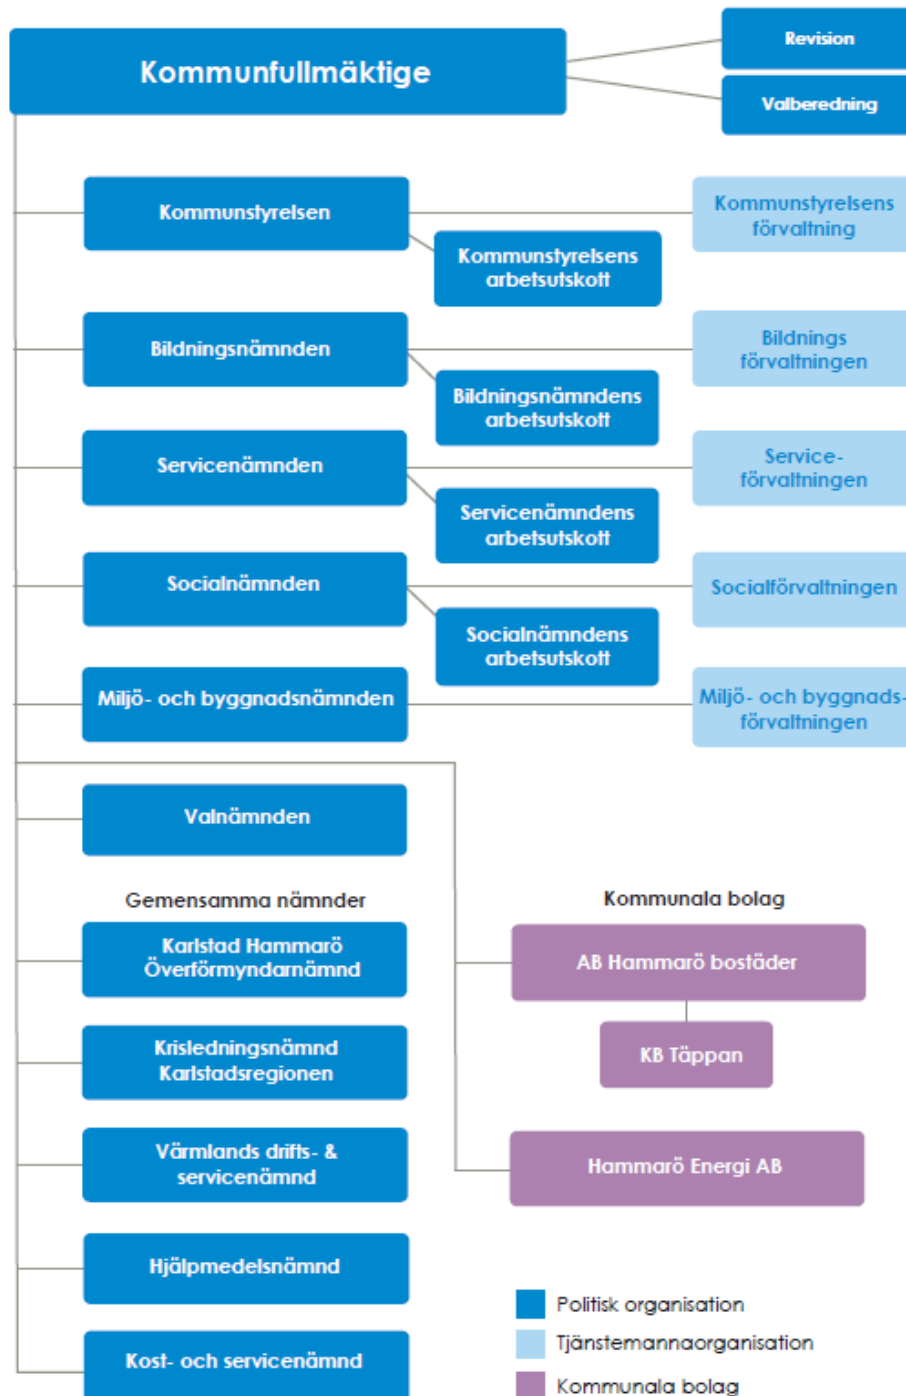 Kommunfullmäktige
Revision
Valberedning
Kommunstyrelsen
Kommunstyrelsens
förvaltning
Kommunstyrelsens
arbetsutskott
Bildningsnämnden
Bildnings
förvaltningen
Bildningsnämndens
arbetsutskott
Servicenämnden
Service-
förvaltningen
Servicenämndens
arbetsutskott
Socialnämnden
Socialförvaltningen
Socialnämndens
arbetsutskott
Miljö- och byggnadsnämnden
Miljö- och byggnads-
förvaltningen
Valnämnden
Gemensamma nämnder
Karlstad Hammarö
Överförmyndarnämnd
Krisledningsnämnd
Karlstadsregionen
Värmlands drifts- &
servicenämnd
Hjälpmedelsnämnd
Kost- och servicenämnd
Kommunala bolag
AB Hammarö bostäder
KB Täppan
Hammarö Energi AB
Politisk organisation
Tjänstemannaorganisation
Kommunala bolag